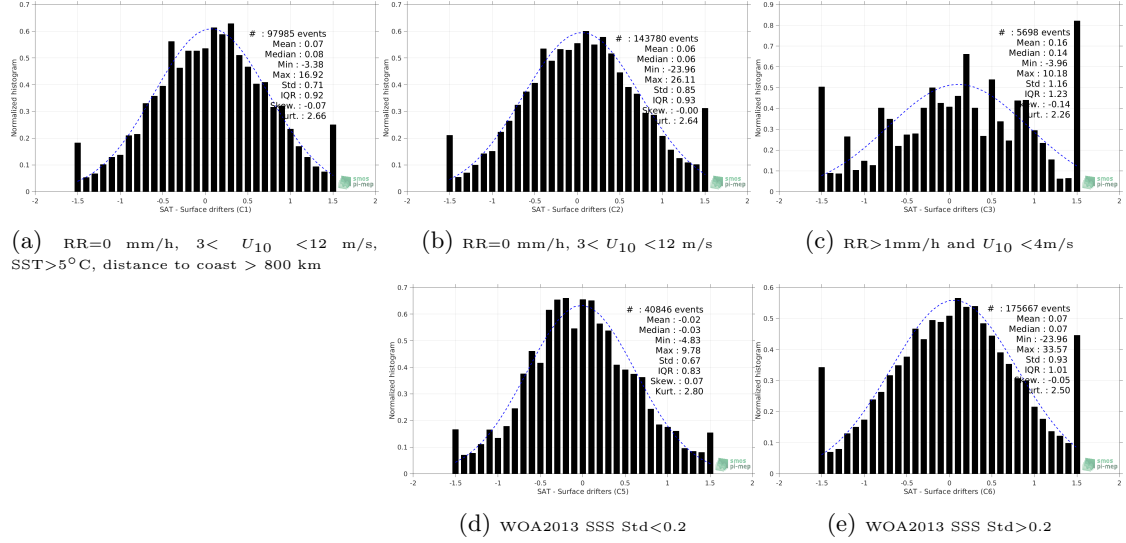 Normalized histogram
0.7
0.6
0.5
0.4
0.3
0.2
0.1
0
-2 -1.5 -1 -0.5 0 0.5 1 1.5 2
SAT - Surface drifters (C1)
# : 97985 events
Mean : 0.07
Median : 0.08
Min : -3.38
Max : 16.92
Std : 0.71
IQR : 0.92
Skew. : -0.07
Kurt. : 2.66
smos
pi-mep
(a) RR=0 mm/h, 3< U10 <12 m/s,
SST>5°C, distance to coast > 800 km
Normalized histogram
0.7
0.6
0.5
0.4
0.3
0.2
0.1
0
-2 -1.5 -1 -0.5 0 0.5 1 1.5 2
SAT - Surface drifters (C2)
# : 143780 events
Mean : 0.06
Median : 0.06
Min : -23.96
Max : 26.11
Std : 0.85
IQR : 0.93
Skew. : -0.00
Kurt. : 2.64
smos
pi-mep
(b) RR=0 mm/h, 3< U10 <12 m/s
Normalized histogram
0.9
0.8
0.7
0.6
0.5
0.4
0.3
0.2
0.1
0
-2 -1.5 -1 -0.5 0 0.5 1 1.5 2
SAT - Surface drifters (C3)
# : 5698 events
Mean : 0.16
Median : 0.14
Min : -3.96
Max : 10.18
Std : 1.16
IQR : 1.23
Skew. : -0.14
Kurt. : 2.26
smos
pi-mep
(c) RR>1mm/h and U10 <4m/s
Normalized histogram
0.7
0.6
0.5
0.4
0.3
0.2
0.1
0
-2 -1.5 -1 -0.5 0 0.5 1 1.5 2
SAT - Surface drifters (C5)
# : 40846 events
Mean : -0.02
Median : -0.03
Min : -4.83
Max : 9.78
Std : 0.67
IQR : 0.83
Skew. : 0.07
Kurt. : 2.80
smos
pi-mep
(d) WOA2013 SSS Std<0.2
Normalized histogram
0.6
0.5
0.4
0.3
0.2
0.1
0
-2 -1.5 -1 -0.5 0 0.5 1 1.5 2
SAT - Surface drifters (C6)
# : 175667 events
Mean : 0.07
Median : 0.07
Min : -23.96
Max : 33.57
Std : 0.93
IQR : 1.01
Skew. : -0.05
Kurt. : 2.50
smos
pi-mep
(e) WOA2013 SSS Std>0.2